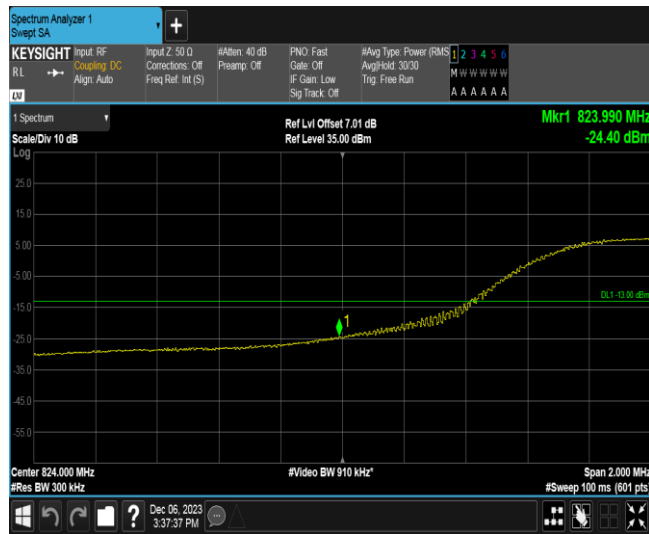 Spectrum Analyzer 1
Swept SA
+
KEYSIGHT
RL
LXI
Input: RF
Coupling: DC
Align: Auto
Input Z: 50 Ω
Corrections: Off
Freq Ref: Int (S)
#Atten: 40 dB
Preamp: Off
PNO: Fast
Gate: Off
IF Gain: Low
Sig Track: Off
#Avg Type: Power (RMS
Avg|Hold: 30/30
Trig: Free Run
1 2 3 4 5 6
M W W W W W
A A A A A A
1 Spectrum
Scale/Div 10 dB
Log
Ref Lvl Offset 7.01 dB
Ref Level 35.00 dBm
Mkr1 823.990 MHz
-24.40 dBm
25.0
15.0
5.00
-5.00
-15.0
-25.0
-35.0
-45.0
-55.0
DL1 -13.00 dBm
1
Center 824.000 MHz
#Res BW 300 kHz
#Video BW 910 kHz*
Span 2.000 MHz
#Sweep 100 ms (601 pts
?
Dec 06, 2023
3:37:37 PM